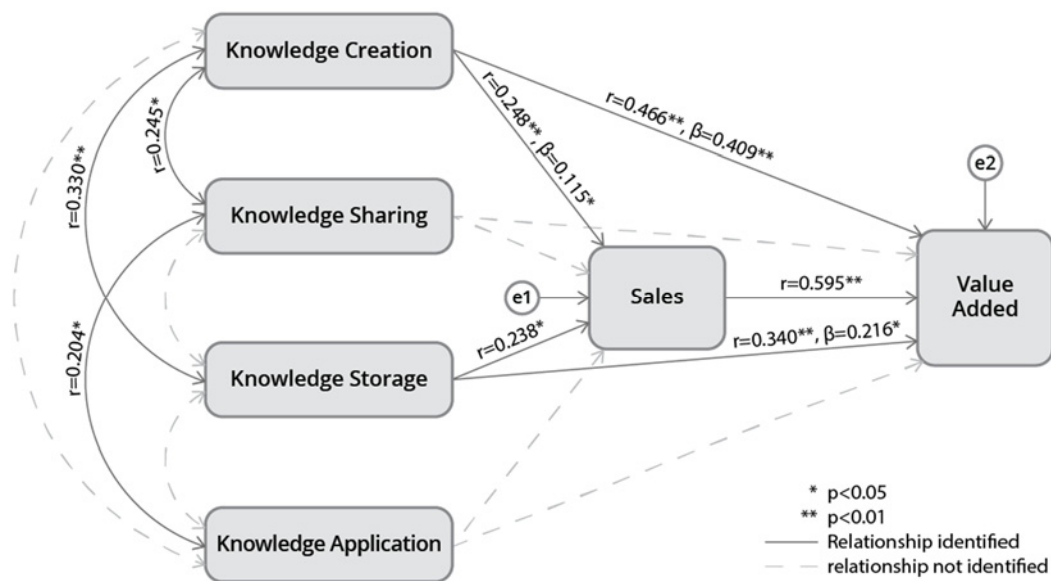 Knowledge Creation
r=0.248**, β=0.115*
r=0.466**, β=0.409**
e2
r=0.245*
r=0.330**
Knowledge Sharing
Value
Added
e1
Sales
r=0.595**
r=0.238*
r=0.340**, β=0.216*
r=0.204*
Knowledge Storage
Knowledge Application
* p<0.05
** p<0.01
Relationship identified
relationship not identified